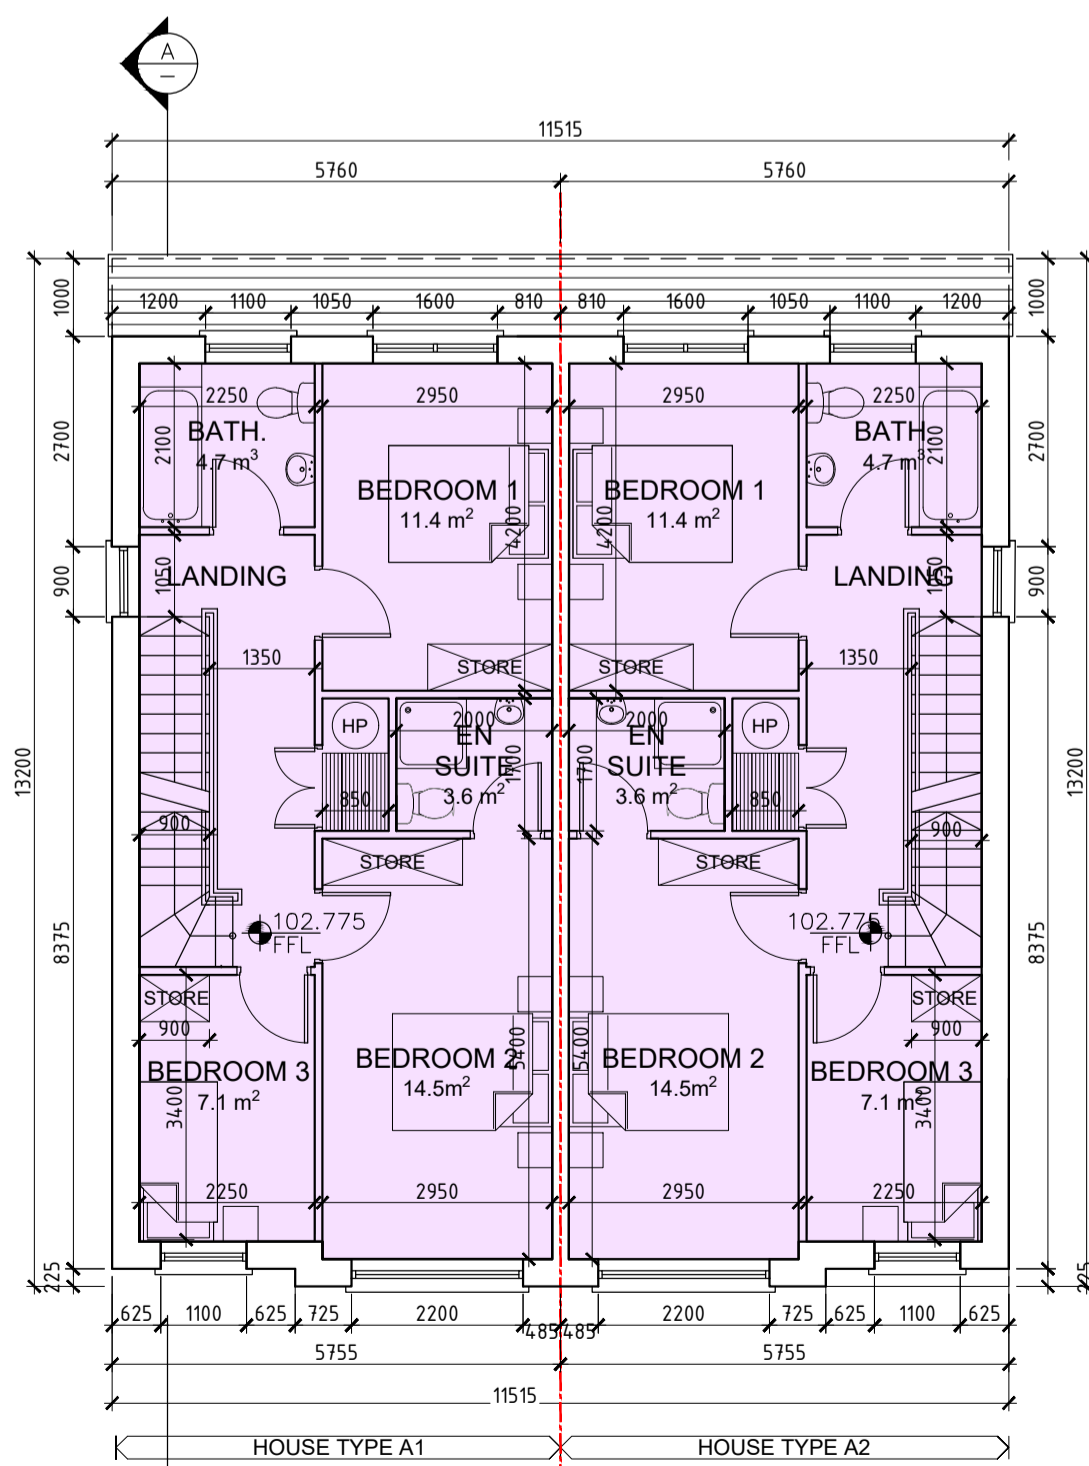 A
11515
5760 5760
1000 1200 1100 1050 1600 810 810 1600 1050 1100 1200 1000
2250 2950 2950 2250
2700 2100 BATH. BATH. 2100 2700
4.7 m³ 4.7 m³
BEDROOM 1 BEDROOM 1
11.4 m² 11.4 m²
4200 4200
900 1050 LANDING LANDING 1050 900
1350 STORE STORE 1350
HP 2000 2000 HP
EN EN
SUITE SUITE
1700 1700
3.6 m² 3.6 m²
850 850
13200 13200
900 STORE STORE 900
102.775 102.775
FFL FFL
8375 8375
STORE STORE
900 900
5400 5400
BEDROOM 3 BEDROOM 2 BEDROOM 2 BEDROOM 3
7.1 m² 14.5m² 14.5m² 7.1 m²
3400 3400
2250 2950 2950 2250
225 225
625 1100 625 725 2200 485 485 2200 725 625 1100 625
5755 5755
11515
HOUSE TYPE A1 HOUSE TYPE A2